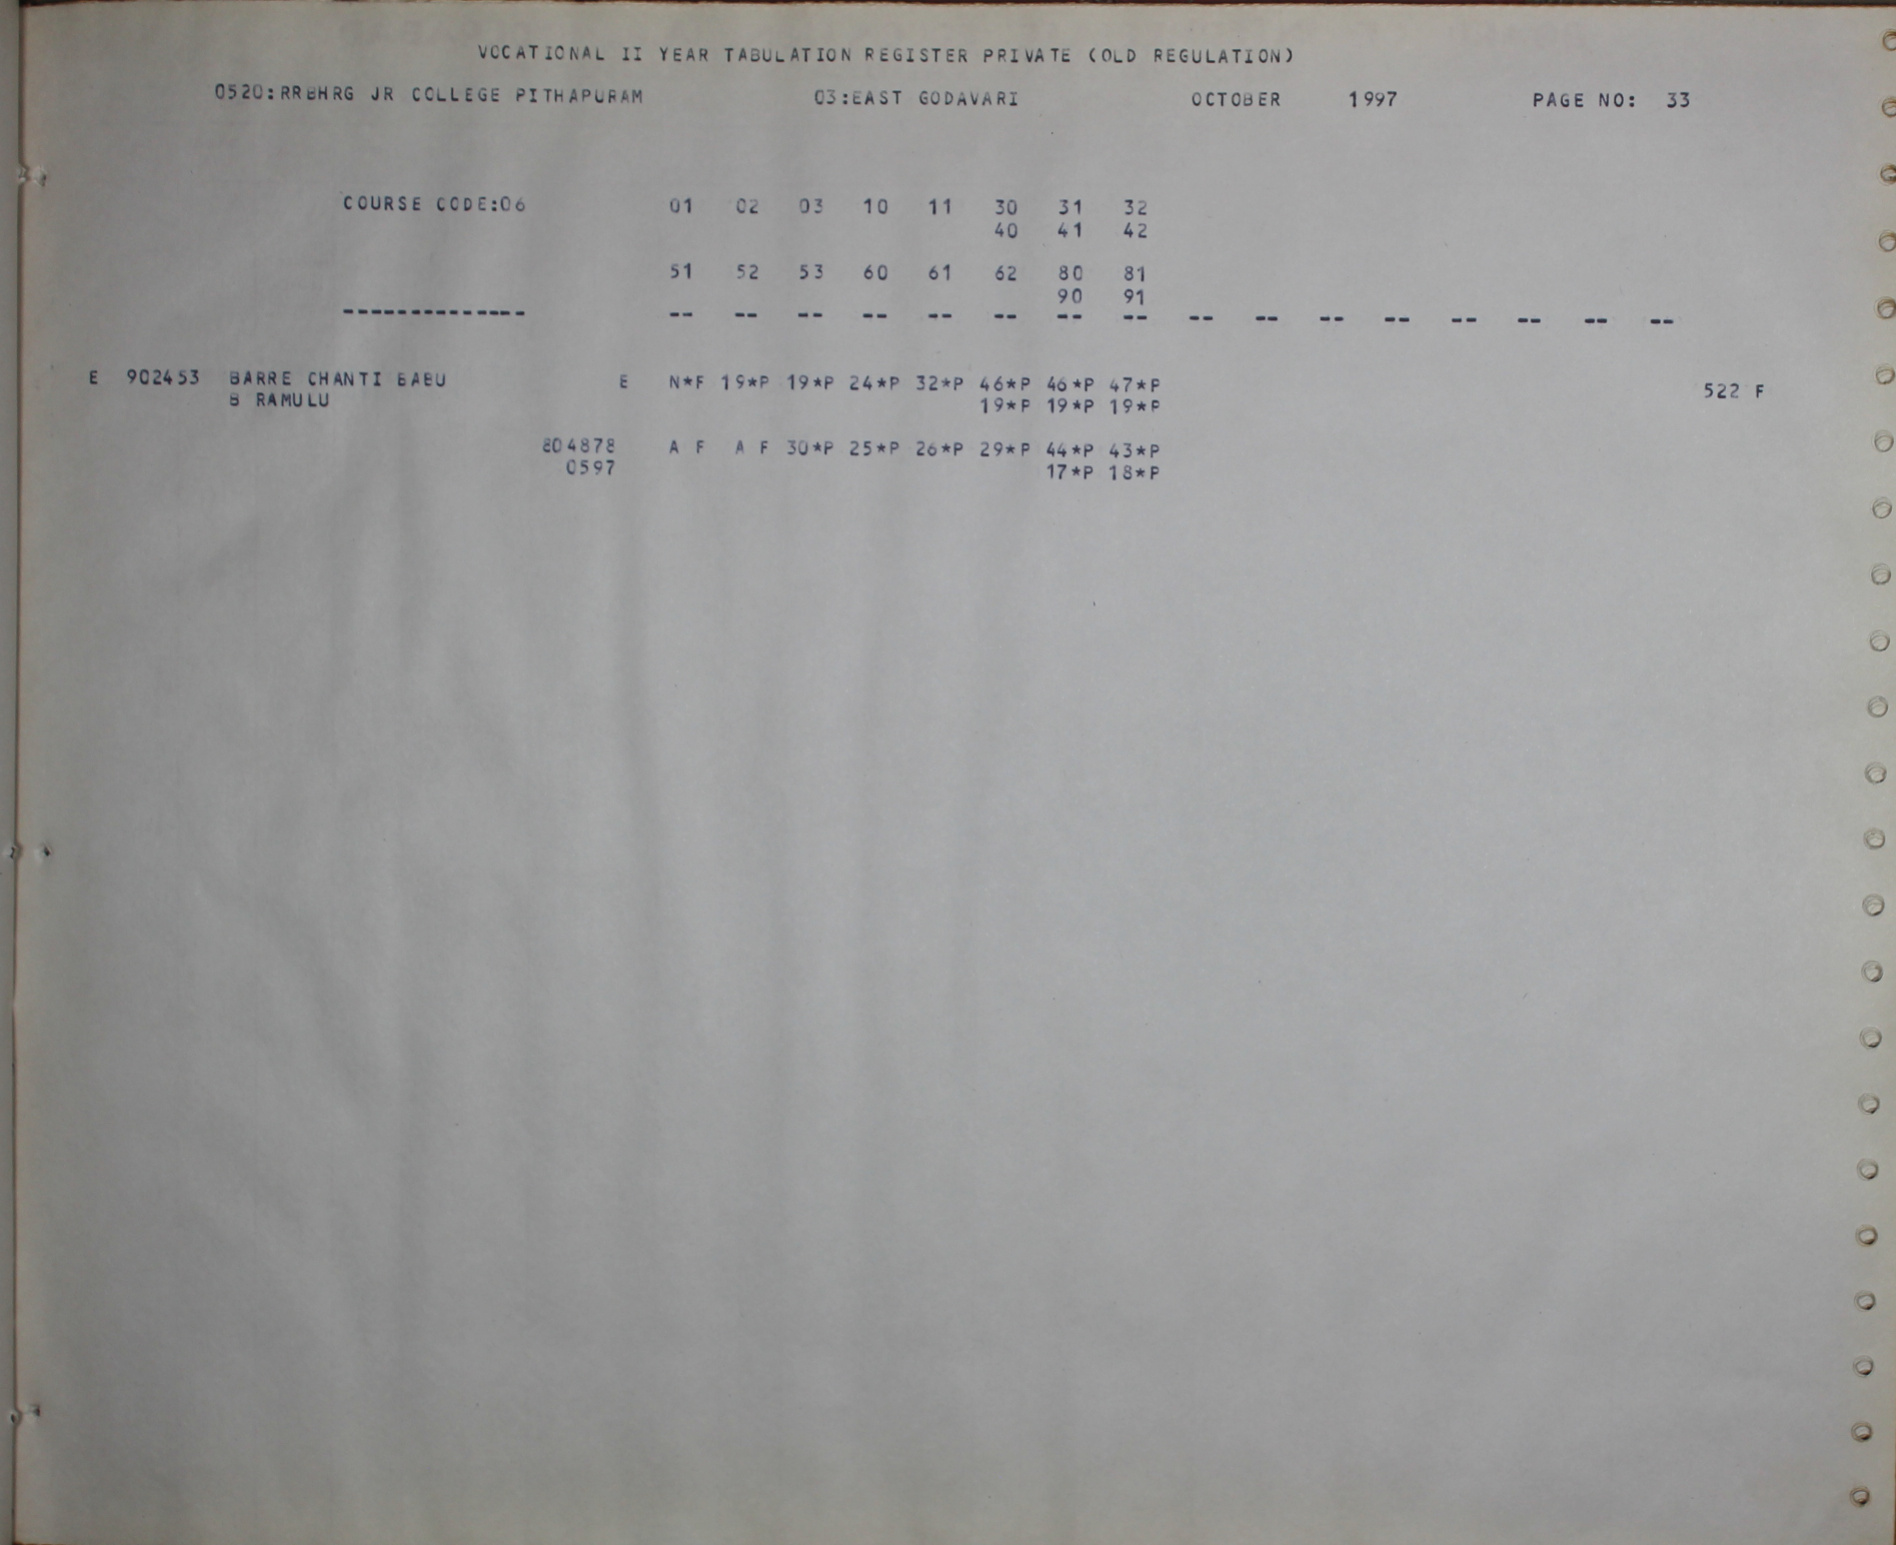 VOCATIONAL II YEAR TABULATION REGISTER PRIVATE (OLD REGULATION)
0520:RRBHRG JR COLLEGE PITHAPURAM 03:EAST GODAVARI OCTOBER 1997 PAGE NO: 33
COURSE CODE:06 01 02 03 10 11 30 31 32
40 41 42
51 52 53 60 61 62 80 81
90 91
-------------- -- -- -- -- -- -- -- -- -- -- -- -- -- -- -- --
E 902453 BARRE CHANTI BABU E N*F 19*P 19*P 24*P 32*P 46*P 46*P 47*P 522 F
B RAMULU 19*P 19*P 19*P
804878 A F A F 30*P 25*P 26*P 29*P 44*P 43*P
0597 17*P 18*P